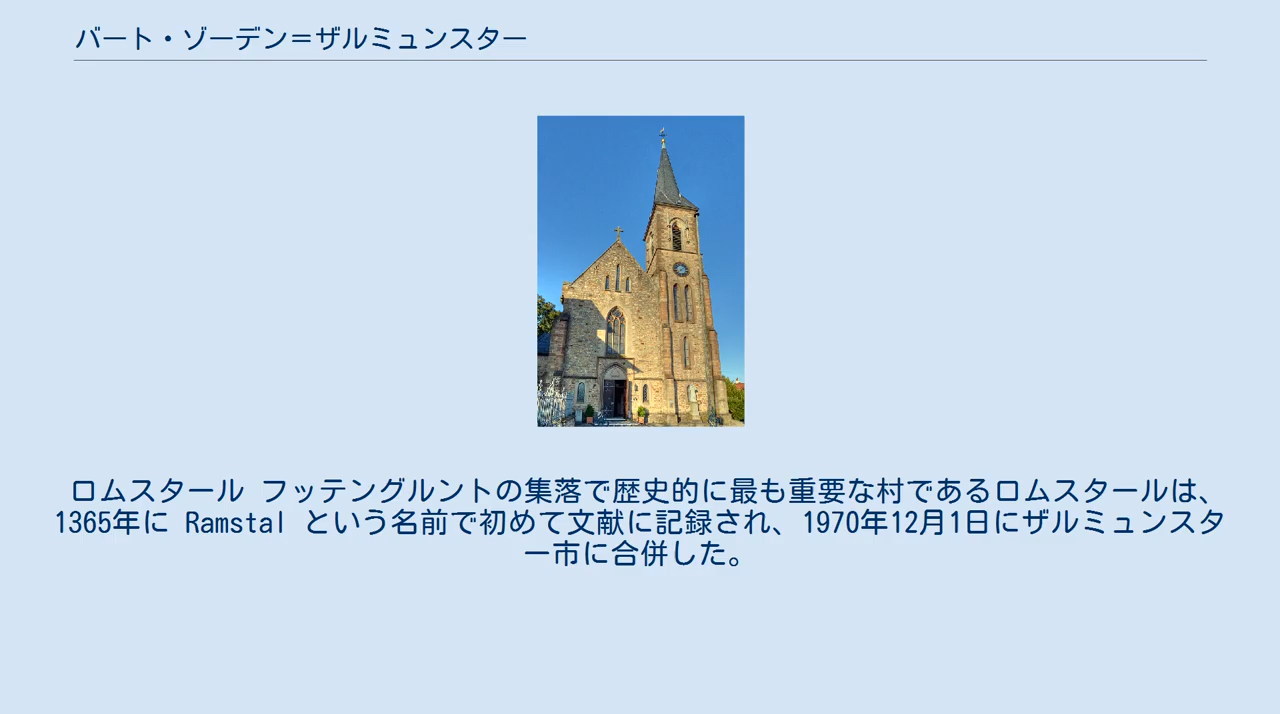 バート・ゾーデン＝ザルミュンスター
ロムスタール フッテングルントの集落で歴史的に最も重要な村であるロムスタールは、
1365年に Ramstal という名前で初めて文献に記録され、1970年12月1日にザルミュンスタ
ー市に合併した。